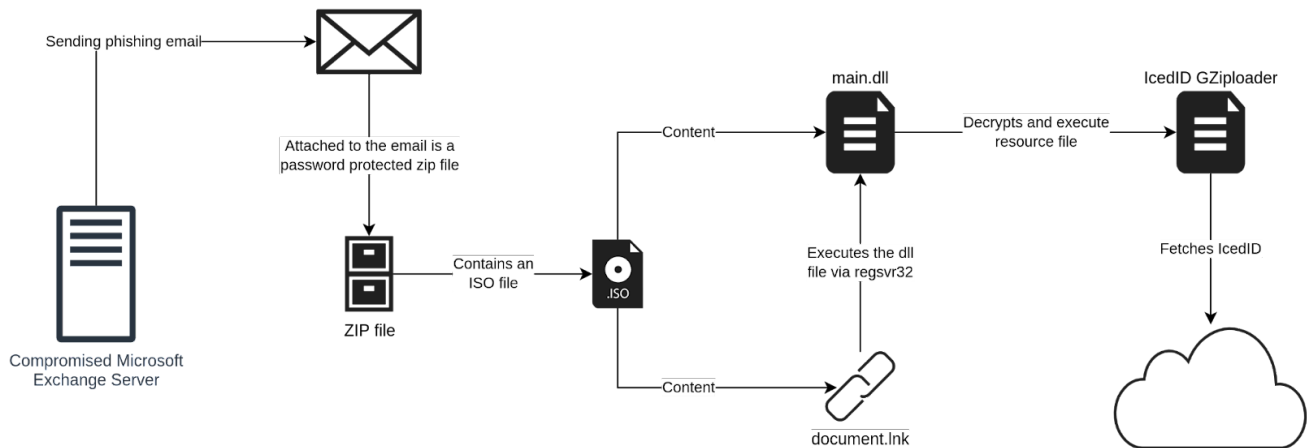 Sending phishing email
Attached to the email is a
password protected zip file
Compromised Microsoft
Exchange Server
ZIP file
Contains an
ISO file
.ISO
Content
Content
main.dll
Executes the dll
file via regsvr32
document.lnk
Decrypts and execute
resource file
IcedID GZiploader
Fetches IcedID